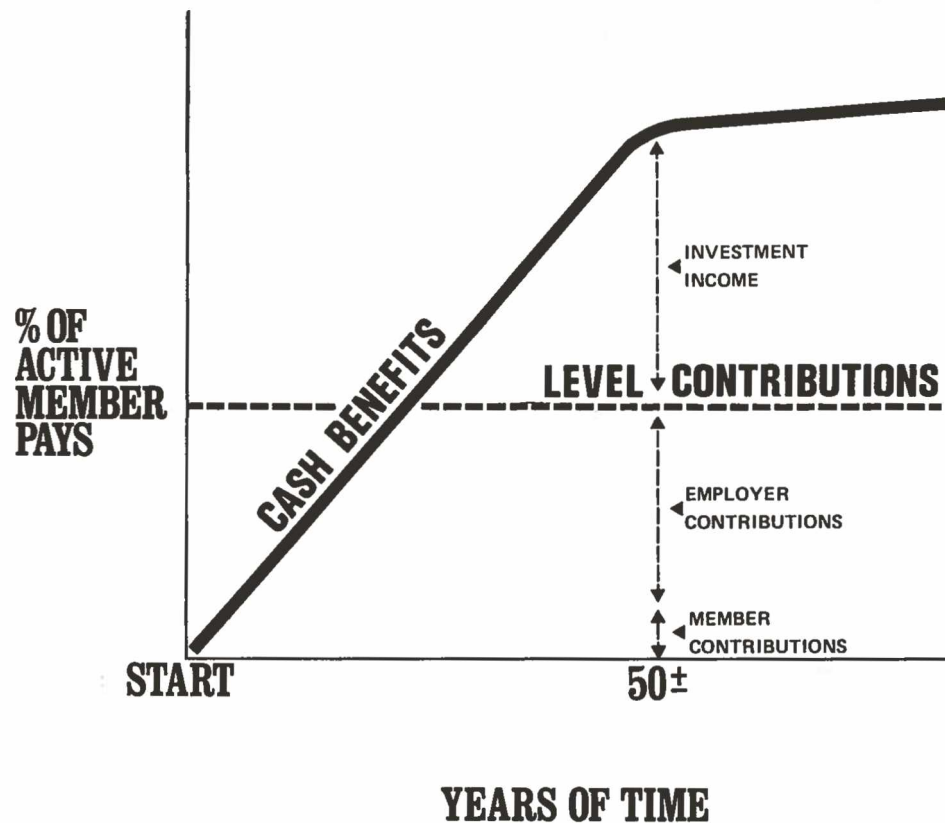 INVESTMENT
INCOME
% OF
ACTIVE
MEMBER
PAYS
CASH BENEFITS
LEVEL CONTRIBUTIONS
EMPLOYER
CONTRIBUTIONS
MEMBER
CONTRIBUTIONS
START
50±
YEARS OF TIME